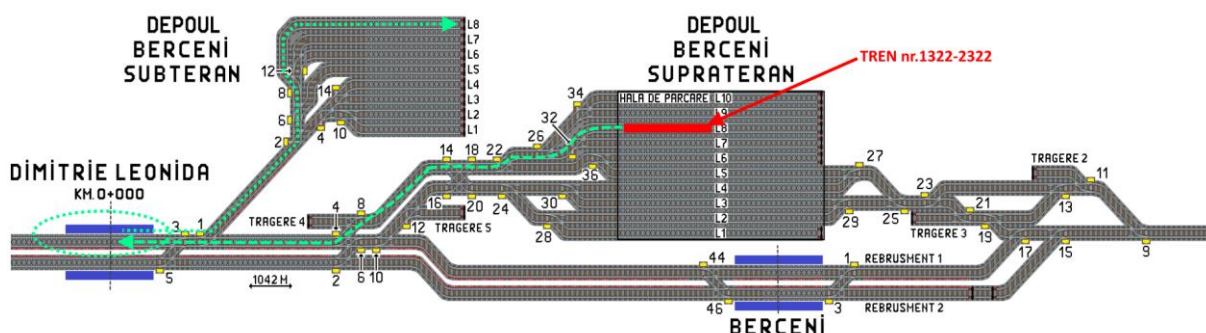 DEPOUL
BERCENI
SUBTERAN
L8
L7
L6
L5
L4
L3
L2
L1
12
8
6
2
14
4
10
DEPOUL
BERCENI
SUPRATERAN
TREN nr.1322-2322
HALA DE PARCARE
L10
L9
L8
L7
L6
L5
L4
L3
L2
L1
34
32
26
36
22
18
14
16
20
24
30
28
27
TRAGERE 2
11
23
21
13
29
25
TRAGERE 3
19
17
15
9
DIMITRIE LEONIDA
KM. 0+000
3
1
5
TRAGERE 4
8
4
12
TRAGERE 5
1042 M
2
6
10
44
46
1
3
REBRUSHENT 1
REBRUSHENT 2
BERCENI